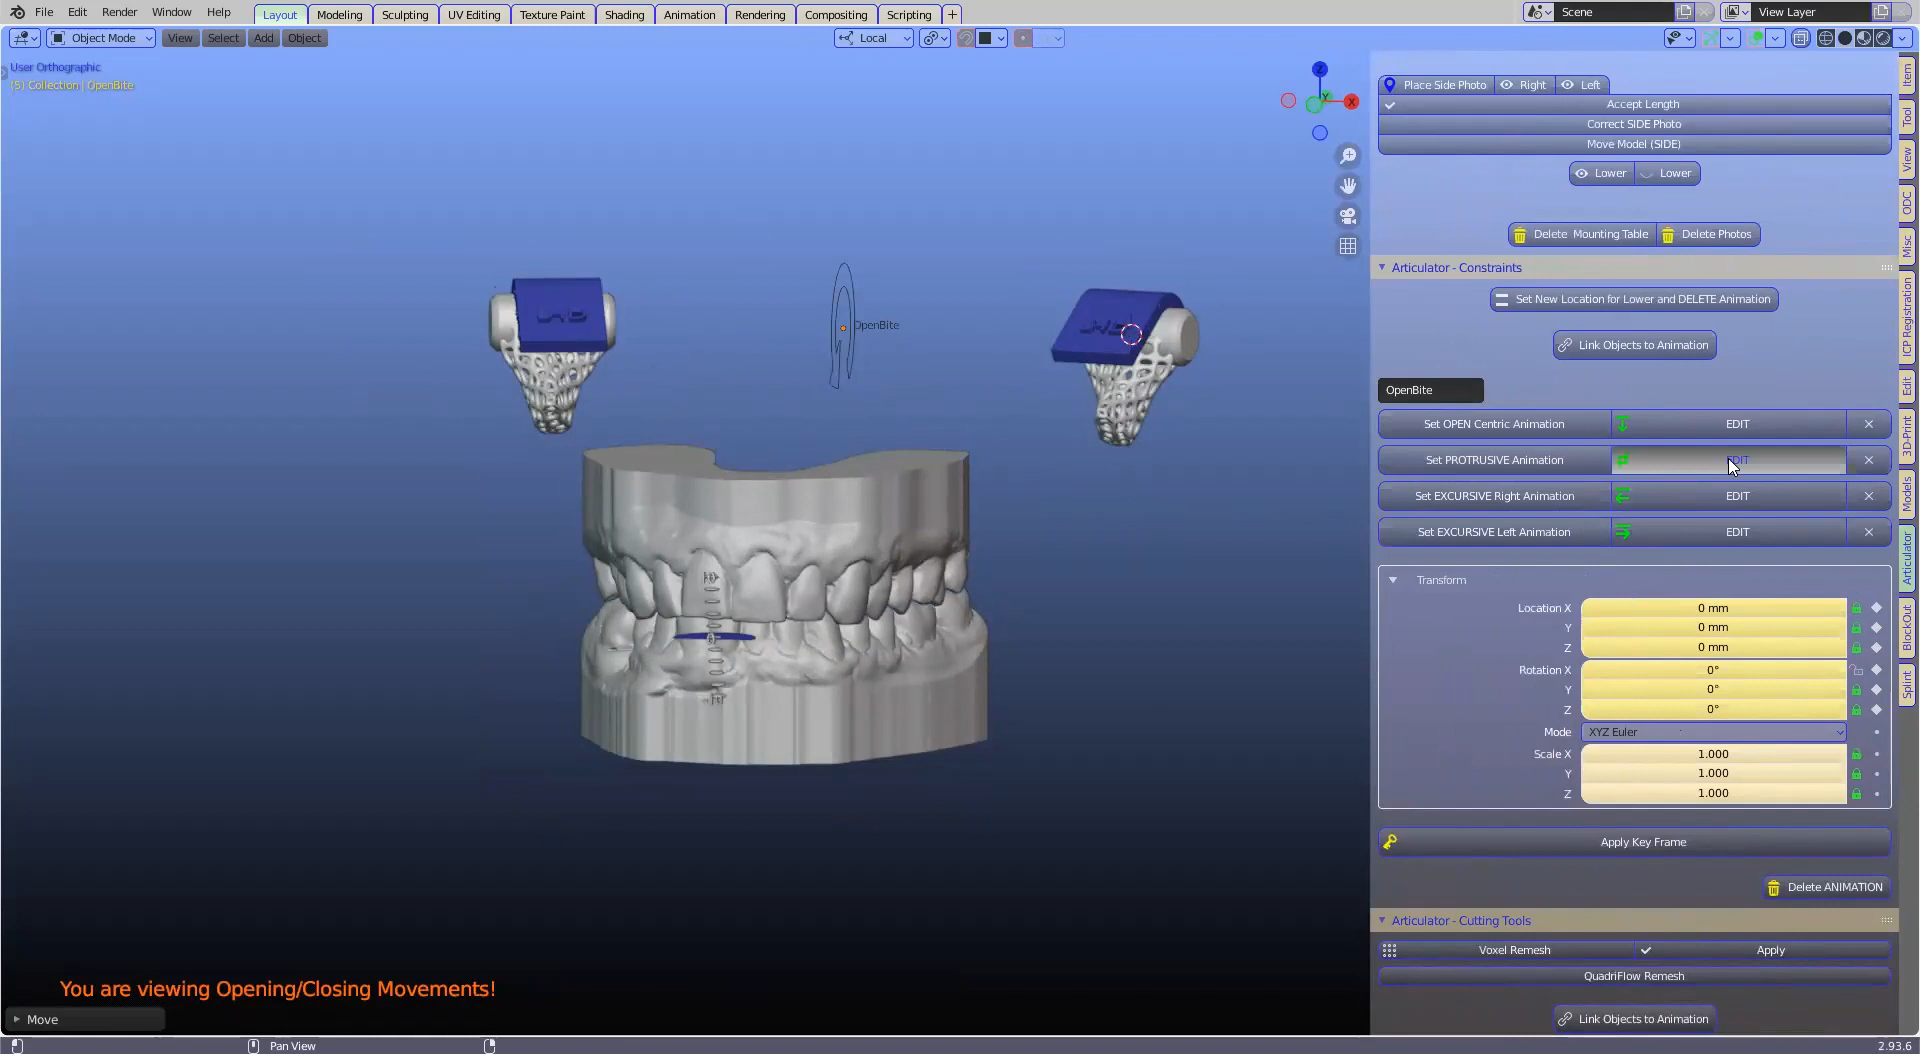 File Edit Render Window Help Layout Modeling Sculpting UV Editing Texture Paint Shading Animation Rendering Compositing Scripting + Scene View Layer
Object Mode View Select Add Object Local
User Orthographic
(5) Collection | OpenBite
Z
Y
X
OpenBite
Place Side Photo Right Left
Accept Length
Correct SIDE Photo
Move Model (SIDE)
Lower Lower
Delete Mounting Table Delete Photos
Articulator - Constraints
Set New Location for Lower and DELETE Animation
Link Objects to Animation
OpenBite
Set OPEN Centric Animation EDIT
Set PROTRUSIVE Animation EDIT
Set EXCURSIVE Right Animation EDIT
Set EXCURSIVE Left Animation EDIT
Transform
Location X 0 mm
Y 0 mm
Z 0 mm
Rotation X 0°
Y 0°
Z 0°
Mode XYZ Euler
Scale X 1.000
Y 1.000
Z 1.000
Apply Key Frame
Delete ANIMATION
Articulator - Cutting Tools
Voxel Remesh Apply
QuadriFlow Remesh
Link Objects to Animation
Item
Tool
View
ODC
Misc
ICP Registration
Edit
3D-Print
Models
Articulator
BlockOut
Splint
You are viewing Opening/Closing Movements!
Move
Pan View
2.93.6